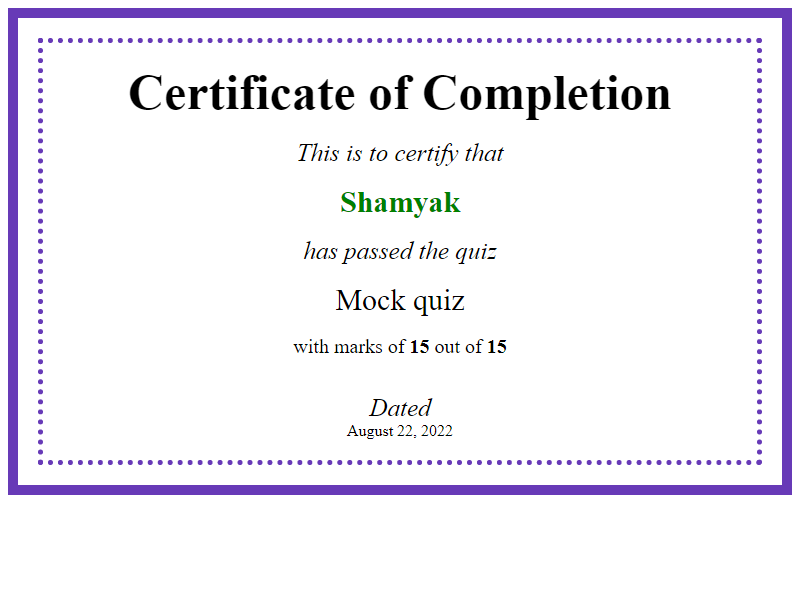 Certificate of Completion
This is to certify that
Shamyak
has passed the quiz
Mock quiz
with marks of 15 out of 15
Dated
August 22, 2022